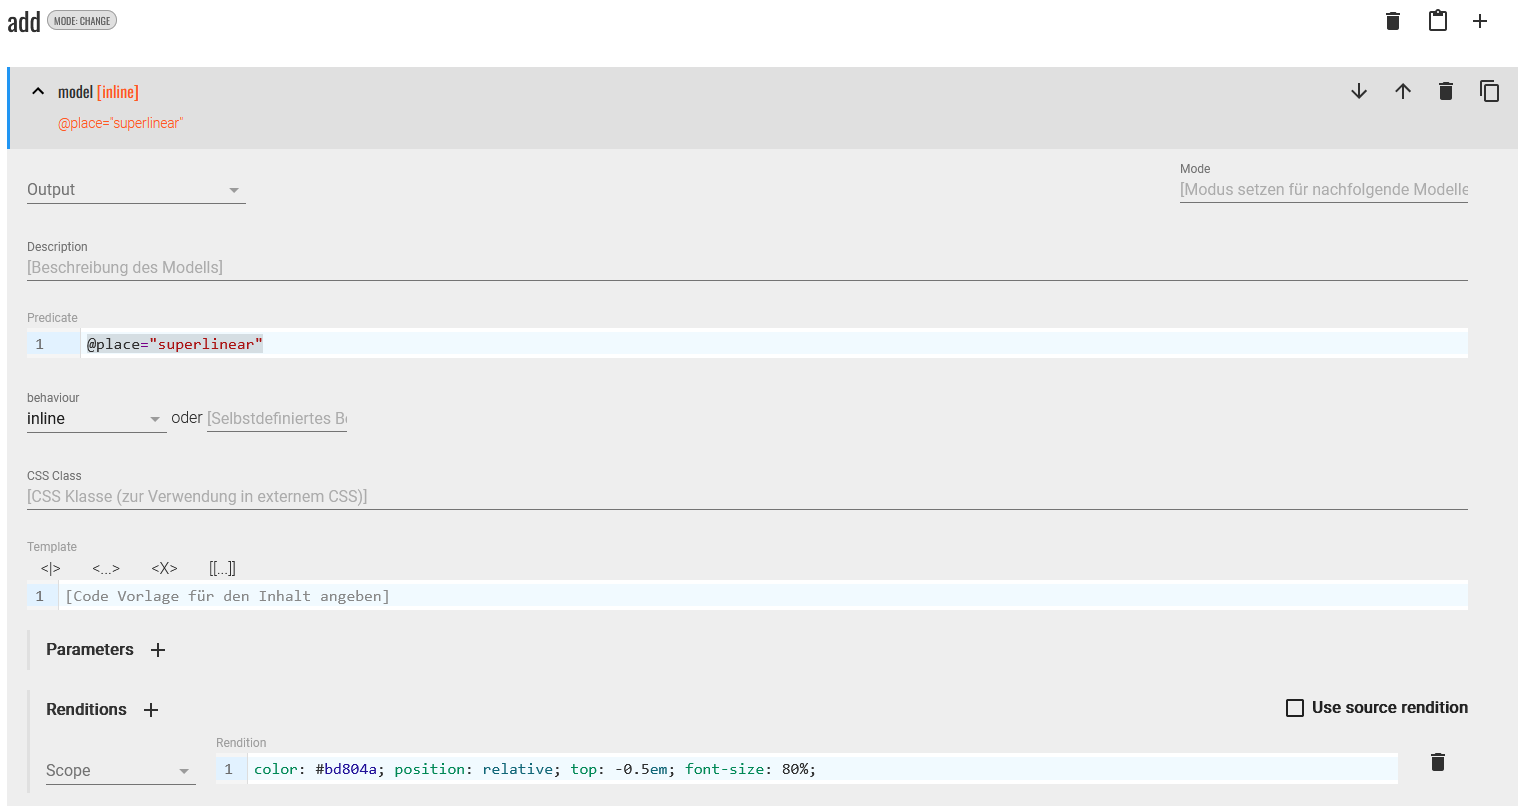 add MODE: CHANGE
model [inline]
@place="superlinear"
Output
Mode
[Modus setzen für nachfolgende Modelle
Description
[Beschreibung des Modells]
Predicate
1 @place="superlinear"
behaviour
inline oder [Selbstdefiniertes Be
CSS Class
[CSS Klasse (zur Verwendung in externem CSS)]
Template
<|> <...> <X> [[...]]
1 [Code Vorlage für den Inhalt angeben]
Parameters
Renditions
Use source rendition
Rendition
Scope
1 color: #bd804a; position: relative; top: -0.5em; font-size: 80%;